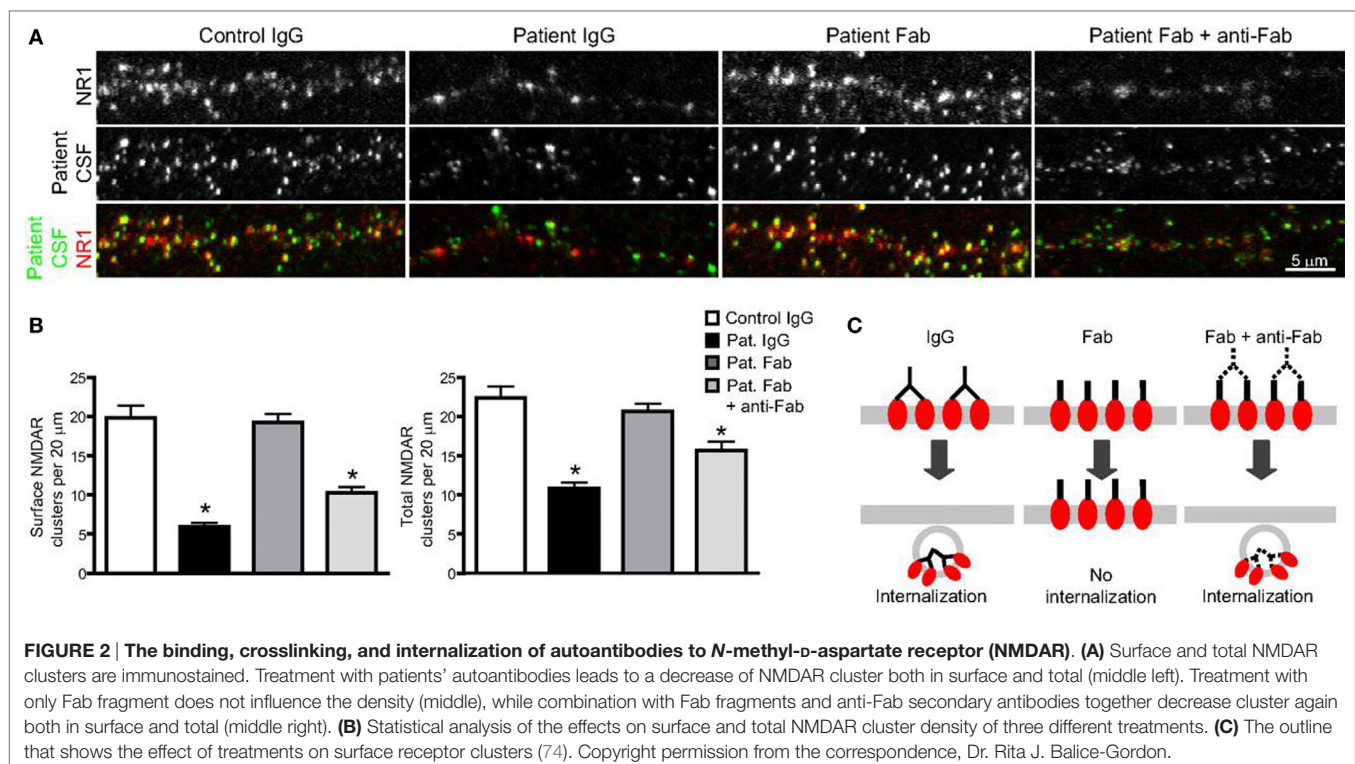 A
Control IgG
Patient IgG
Patient Fab
Patient Fab + anti-Fab
NR1
Patient
CSF
Patient
CSF
NR1
5 µm
B
Control IgG
Pat. IgG
Pat. Fab
Pat. Fab
+ anti-Fab
Surface NMDAR
clusters per 20 µm
25
20
15
10
5
0
*
*
Total NMDAR
clusters per 20 µm
25
20
15
10
5
0
*
*
C
IgG
Fab
Fab + anti-Fab
Internalization
No
internalization
Internalization
FIGURE 2 | The binding, crosslinking, and internalization of autoantibodies to N-methyl-D-aspartate receptor (NMDAR). (A) Surface and total NMDAR
clusters are immunostained. Treatment with patients' autoantibodies leads to a decrease of NMDAR cluster both in surface and total (middle left). Treatment with
only Fab fragment does not influence the density (middle), while combination with Fab fragments and anti-Fab secondary antibodies together decrease cluster again
both in surface and total (middle right). (B) Statistical analysis of the effects on surface and total NMDAR cluster density of three different treatments. (C) The outline
that shows the effect of treatments on surface receptor clusters (74). Copyright permission from the correspondence, Dr. Rita J. Balice-Gordon.